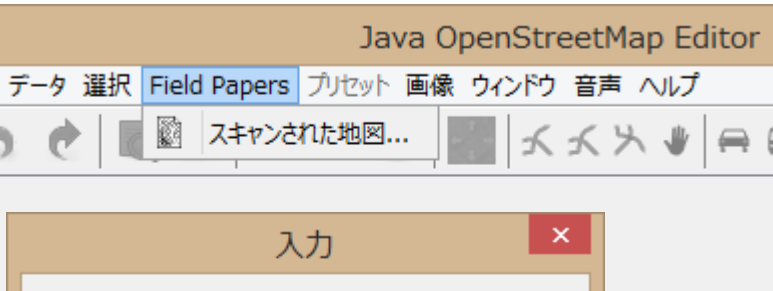 Java OpenStreetMap Editor
データ 選択 Field Papers プリセット 画像 ウィンドウ 音声 ヘルプ
スキャンされた地図...
入力